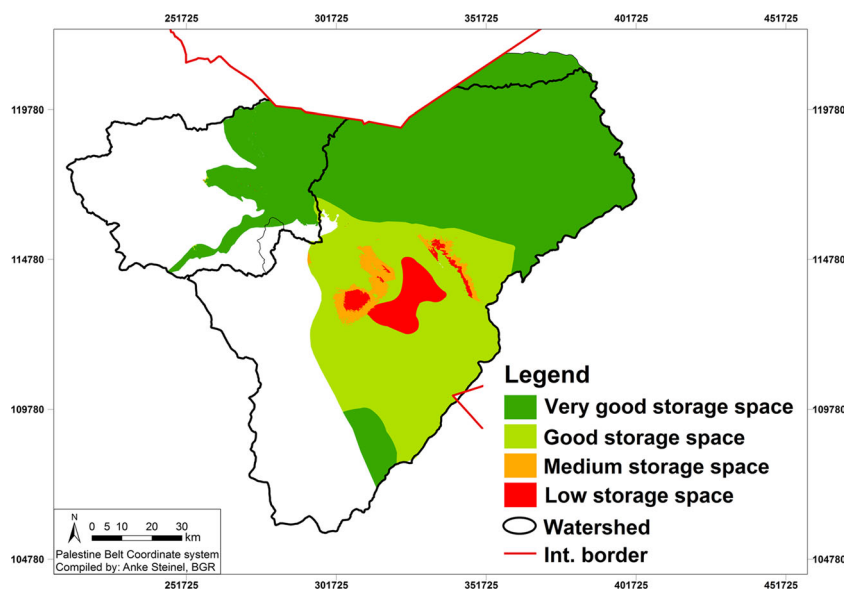 251725 301725 351725 401725 451725
119780 119780
114780 114780
Legend
Very good storage space
109780 109780
Good storage space
Medium storage space
Low storage space
N
0 5 10 20 30
km
Watershed
Palestine Belt Coordinate system
Compiled by: Anke Steinel, BGR
Int. border
104780 104780
251725 301725 351725 401725 451725